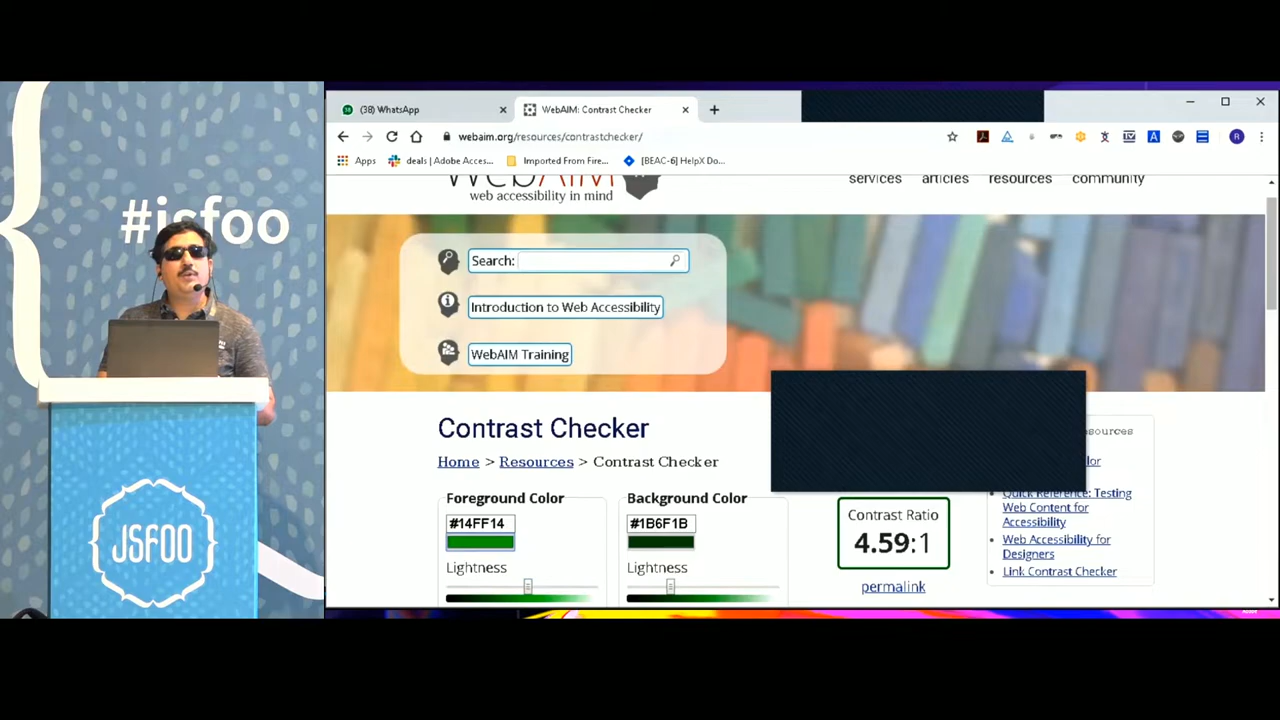 #jsfoo
JSFOO
(38) WhatsApp
WebAIM: Contrast Checker
webaim.org/resources/contrastchecker/
Apps
deals | Adobe Acces...
Imported From Fire...
[BEAC-6] HelpX Do...
R
WebAIM
web accessibility in mind
services
articles
resources
community
Search:
Introduction to Web Accessibility
WebAIM Training
Contrast Checker
Home > Resources > Contrast Checker
Foreground Color
#14FF14
Lightness
Background Color
#1B6F1B
Lightness
Contrast Ratio
4.59:1
permalink
Quick Reference: Testing
Web Content for
Accessibility
Web Accessibility for
Designers
Link Contrast Checker